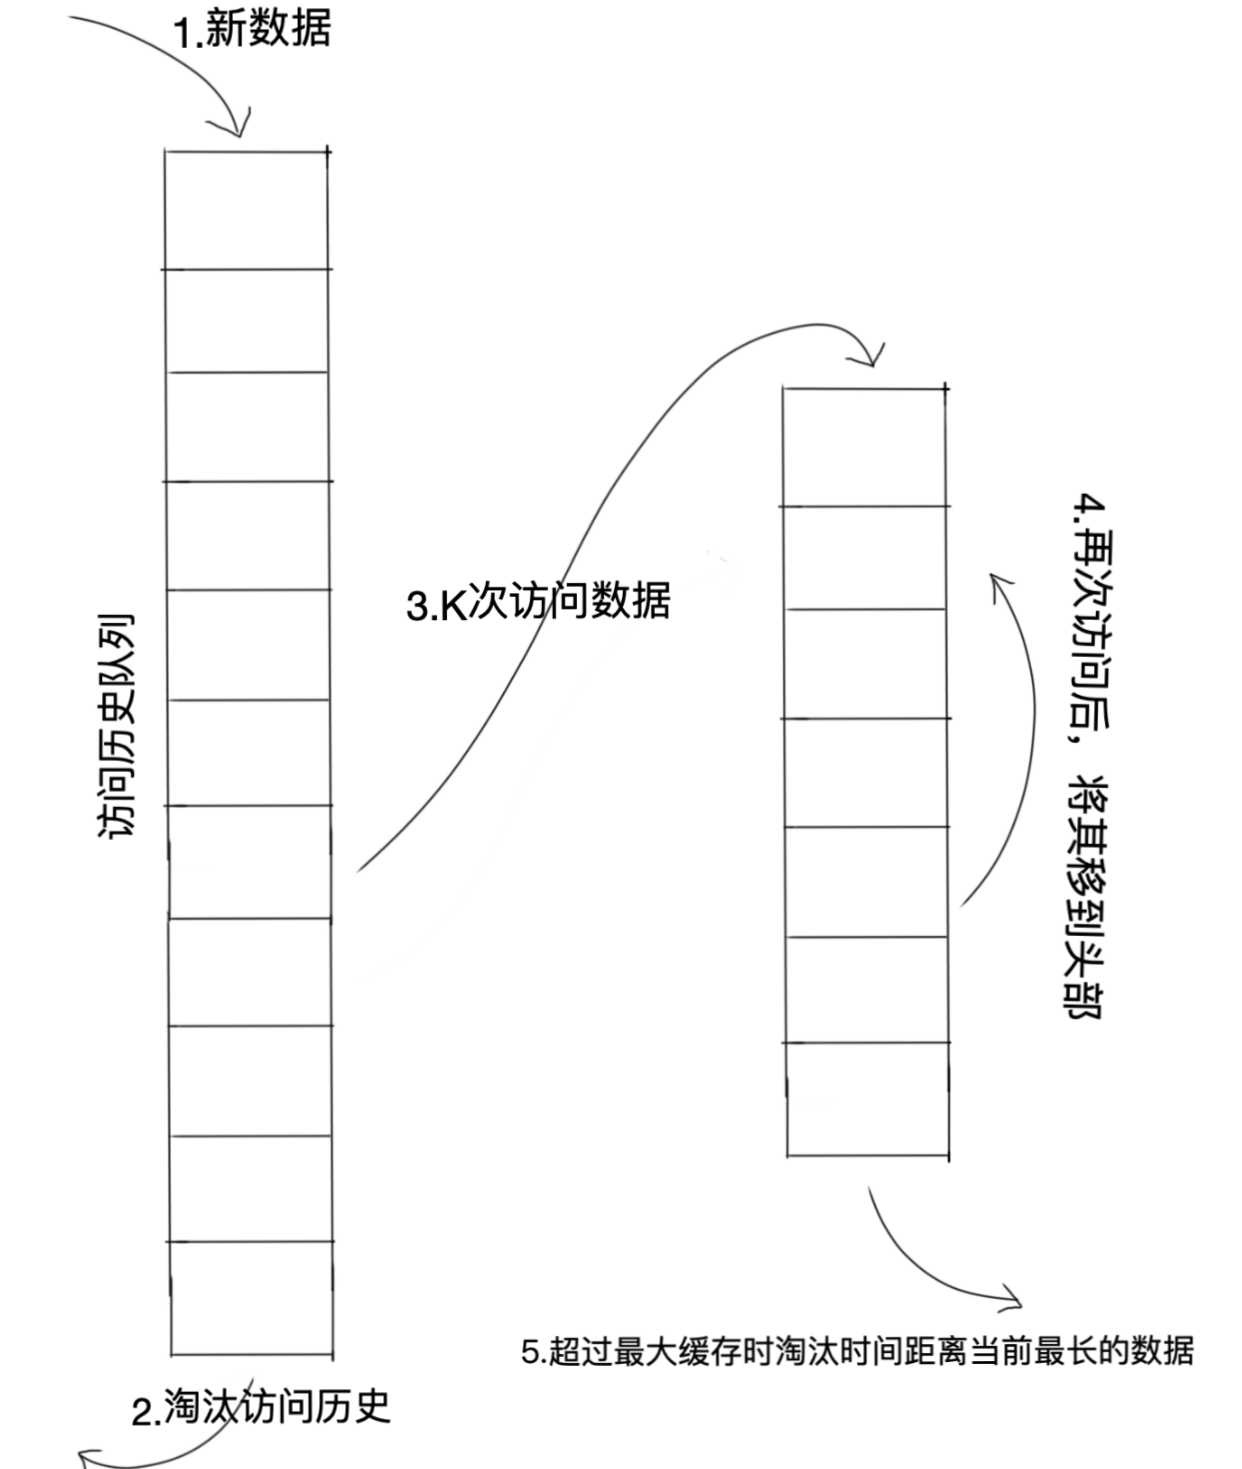 1.新数据
访问历史队列
3.K次访问数据
4.再次访问后，将其移到头部
5.超过最大缓存时淘汰时间距离当前最长的数据
2.淘汰访问历史